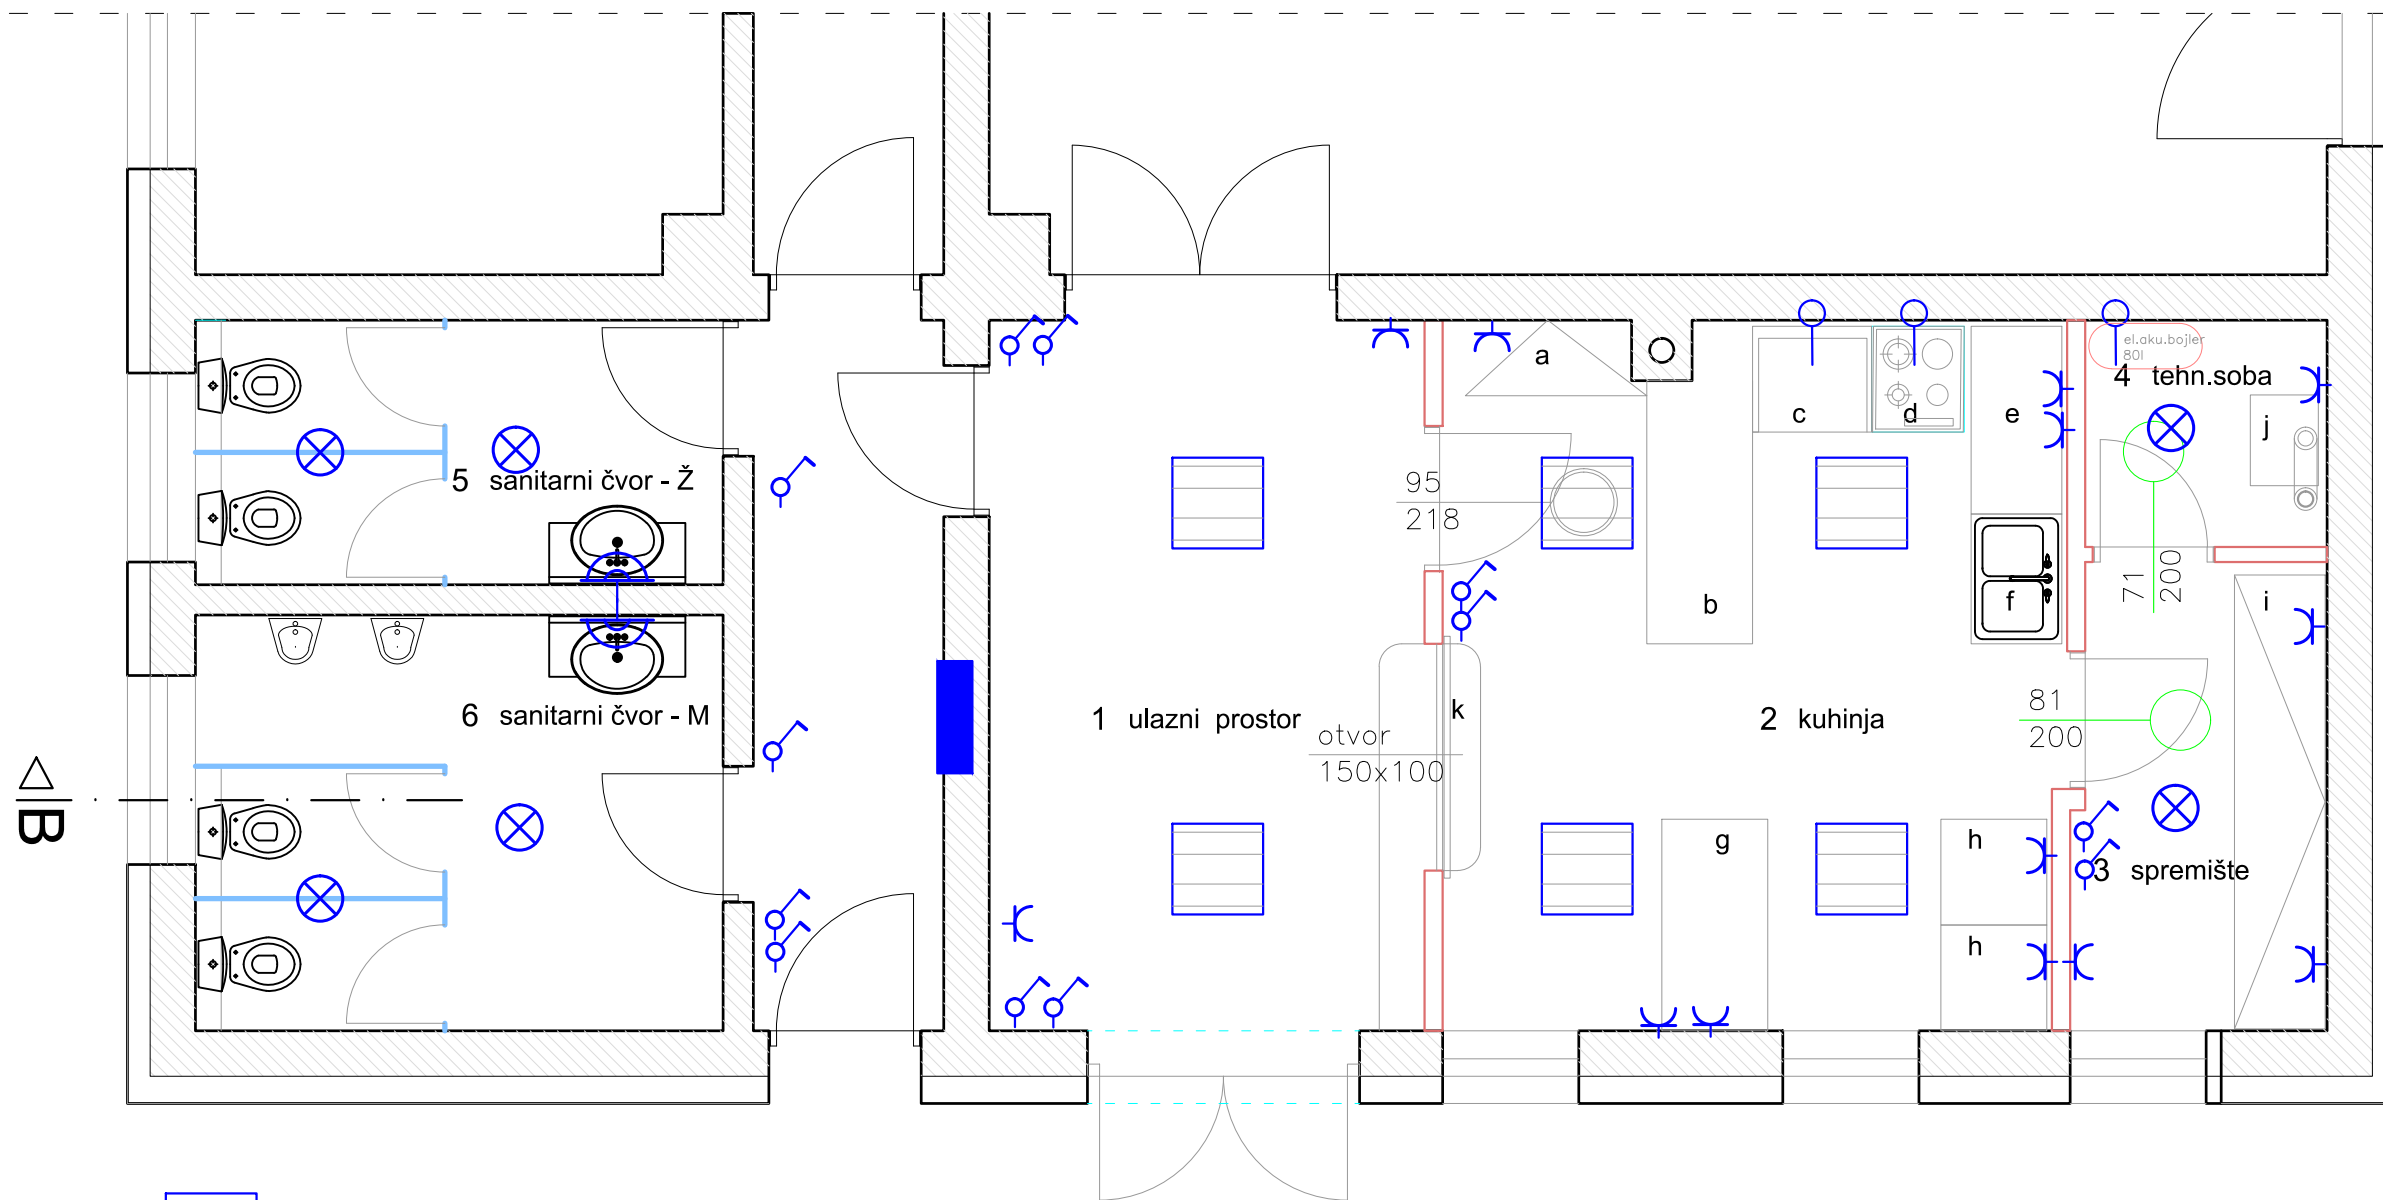 a
c
d
e
el.aku.bojler
80l
4 tehn.soba
j
5 sanitarni čvor - Ž
95
218
71
200
b
f
i
6 sanitarni čvor - M
1 ulazni prostor
k
otvor
150x100
2 kuhinja
81
200
B
g
h
3 spremište
h